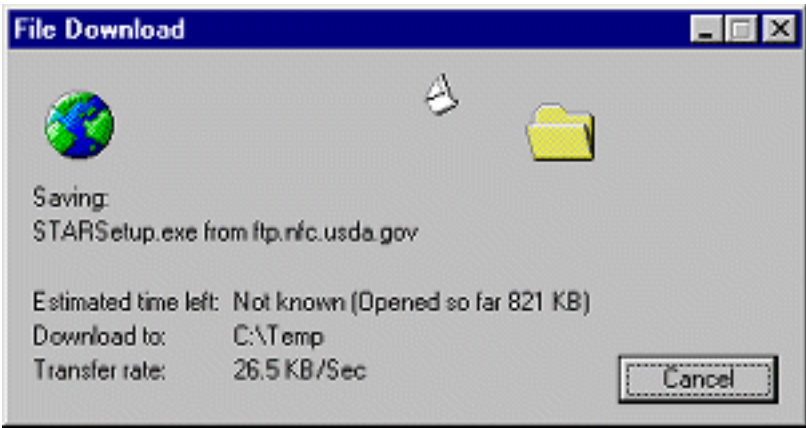 File Download
Saving:
STARSetup.exe from ftp.nfc.usda.gov
Estimated time left: Not known (Opened so far 821 KB)
Download to: C:\Temp
Transfer rate: 26.5 KB/Sec
Cancel